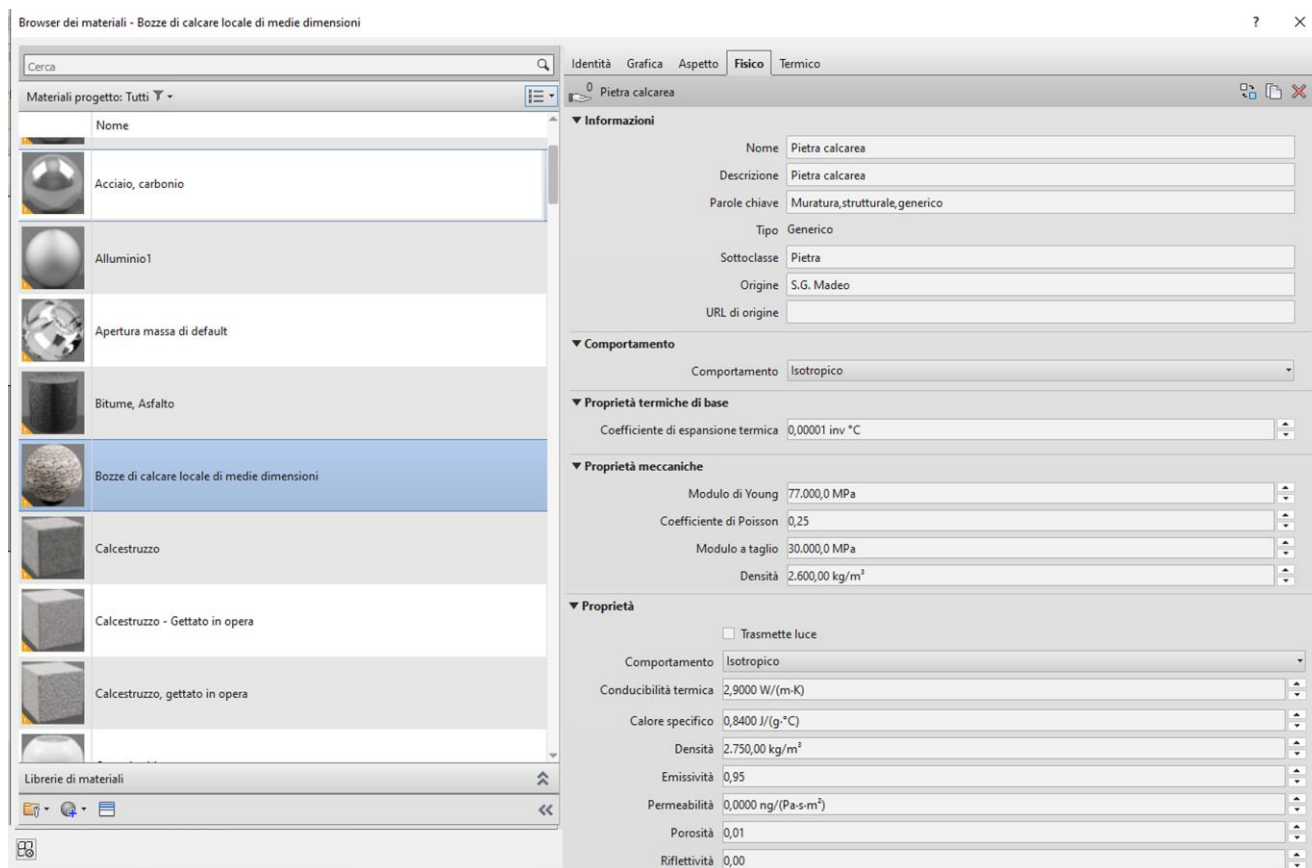 Browser dei materiali - Bozze di calcare locale di medie dimensioni
? ×
Cerca
Materiali progetto: Tutti
Nome
Acciaio, carbonio
Alluminio1
Apertura massa di default
Bitume, Asfalto
Bozze di calcare locale di medie dimensioni
Calcestruzzo
Calcestruzzo - Gettato in opera
Calcestruzzo, gettato in opera
Librerie di materiali
Identità Grafica Aspetto Fisico Termico
0 Pietra calcarea
Informazioni
Nome Pietra calcarea
Descrizione Pietra calcarea
Parole chiave Muratura,strutturale,generico
Tipo Generico
Sottoclasse Pietra
Origine S.G. Madeo
URL di origine
Comportamento
Comportamento Isotropico
Proprietà termiche di base
Coefficiente di espansione termica 0,00001 inv °C
Proprietà meccaniche
Modulo di Young 77.000,0 MPa
Coefficiente di Poisson 0,25
Modulo a taglio 30.000,0 MPa
Densità 2.600,00 kg/m³
Proprietà
Trasmette luce
Comportamento Isotropico
Conducibilità termica 2,9000 W/(m·K)
Calore specifico 0,8400 J/(g·°C)
Densità 2.750,00 kg/m³
Emissività 0,95
Permeabilità 0,0000 ng/(Pa·s·m²)
Porosità 0,01
Riflettività 0,00